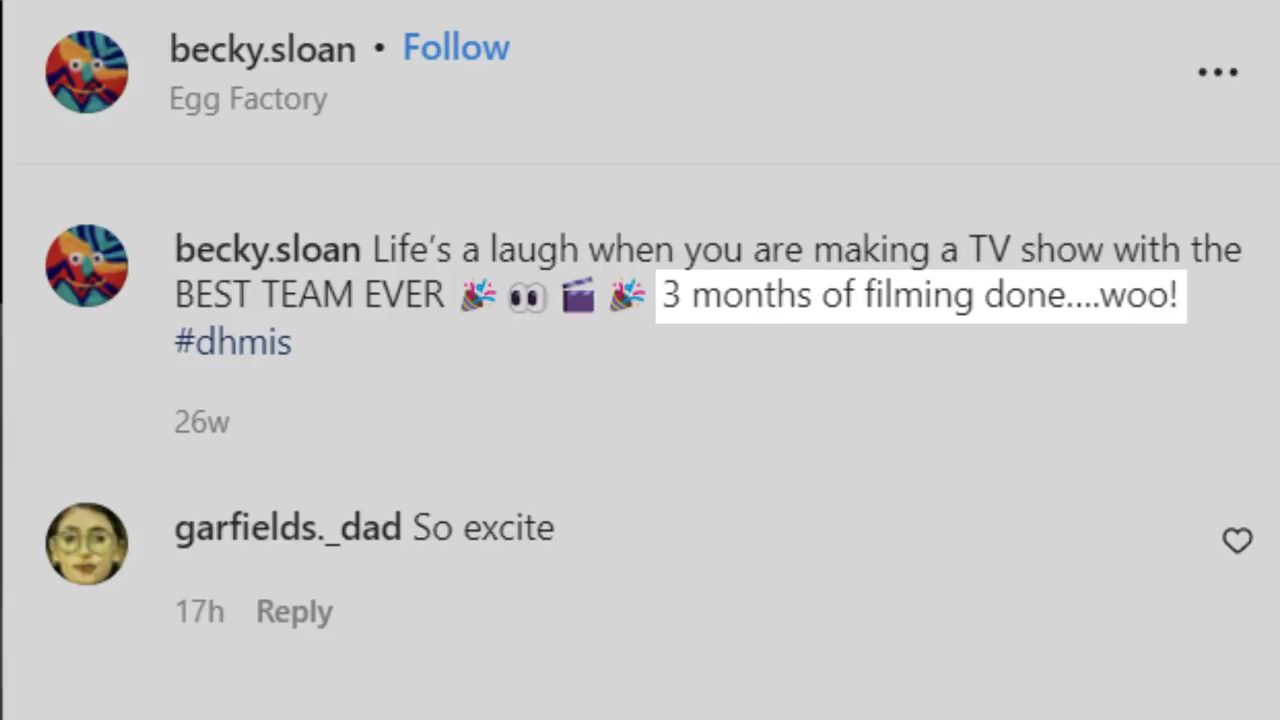 becky.sloan • Follow
Egg Factory
becky.sloan Life's a laugh when you are making a TV show with the
BEST TEAM EVER 🎉 👀 🎬 🎉 3 months of filming done....woo!
#dhmis
26w
garfields._dad So excite
17h Reply